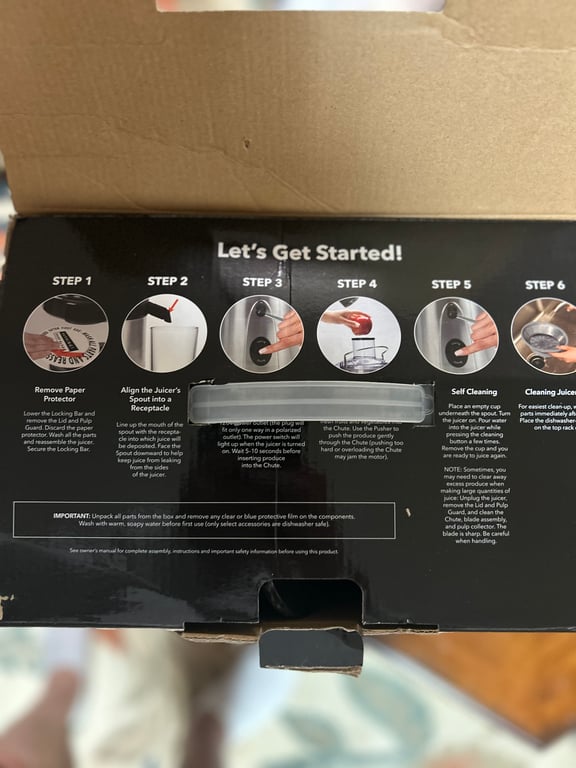 Let's Get Started!
STEP 1
Remove Paper
Protector
Lower the Locking Bar and
remove the Lid and Pulp
Guard. Discard the paper
protector. Wash all the parts
and reassemble the juicer.
Secure the Locking Bar.
STEP 2
Align the Juicer's
Spout into a
Receptacle
Line up the mouth of the
spout with the recepta-
cle into which juice will
be deposited. Face the
Spout downward to help
keep juice from leaking
from the sides
of the juicer.
STEP 3
power outlet (the plug will
fit only one way in a polarized
outlet). The power switch will
light up when the juicer is turned
on. Wait 5-10 seconds before
inserting produce
into the Chute.
STEP 4
the Chute. Use the Pusher to
push the produce gently
through the Chute (pushing too
hard or overloading the Chute
may jam the motor).
STEP 5
Self Cleaning
Place an empty cup
underneath the spout. Turn
the juicer on. Pour water
into the juicer while
pressing the cleaning
button a few times.
Remove the cup and you
are ready to juice again.
NOTE: Sometimes, you
may need to clear away
excess produce when
making large quantities of
juice: Unplug the juicer,
remove the Lid and Pulp
Guard, and clean the
Chute, blade assembly,
and pulp collector. The
blade is sharp. Be careful
when handling.
STEP 6
Cleaning Juicer
For easiest clean-up, w
parts immediately aft
Place the dishwasher-
on the top rack
IMPORTANT: Unpack all parts from the box and remove any clear or blue protective film on the components.
Wash with warm, soapy water before first use (only select accessories are dishwasher safe).
See owner's manual for complete assembly, instructions and important safety information before using this product.